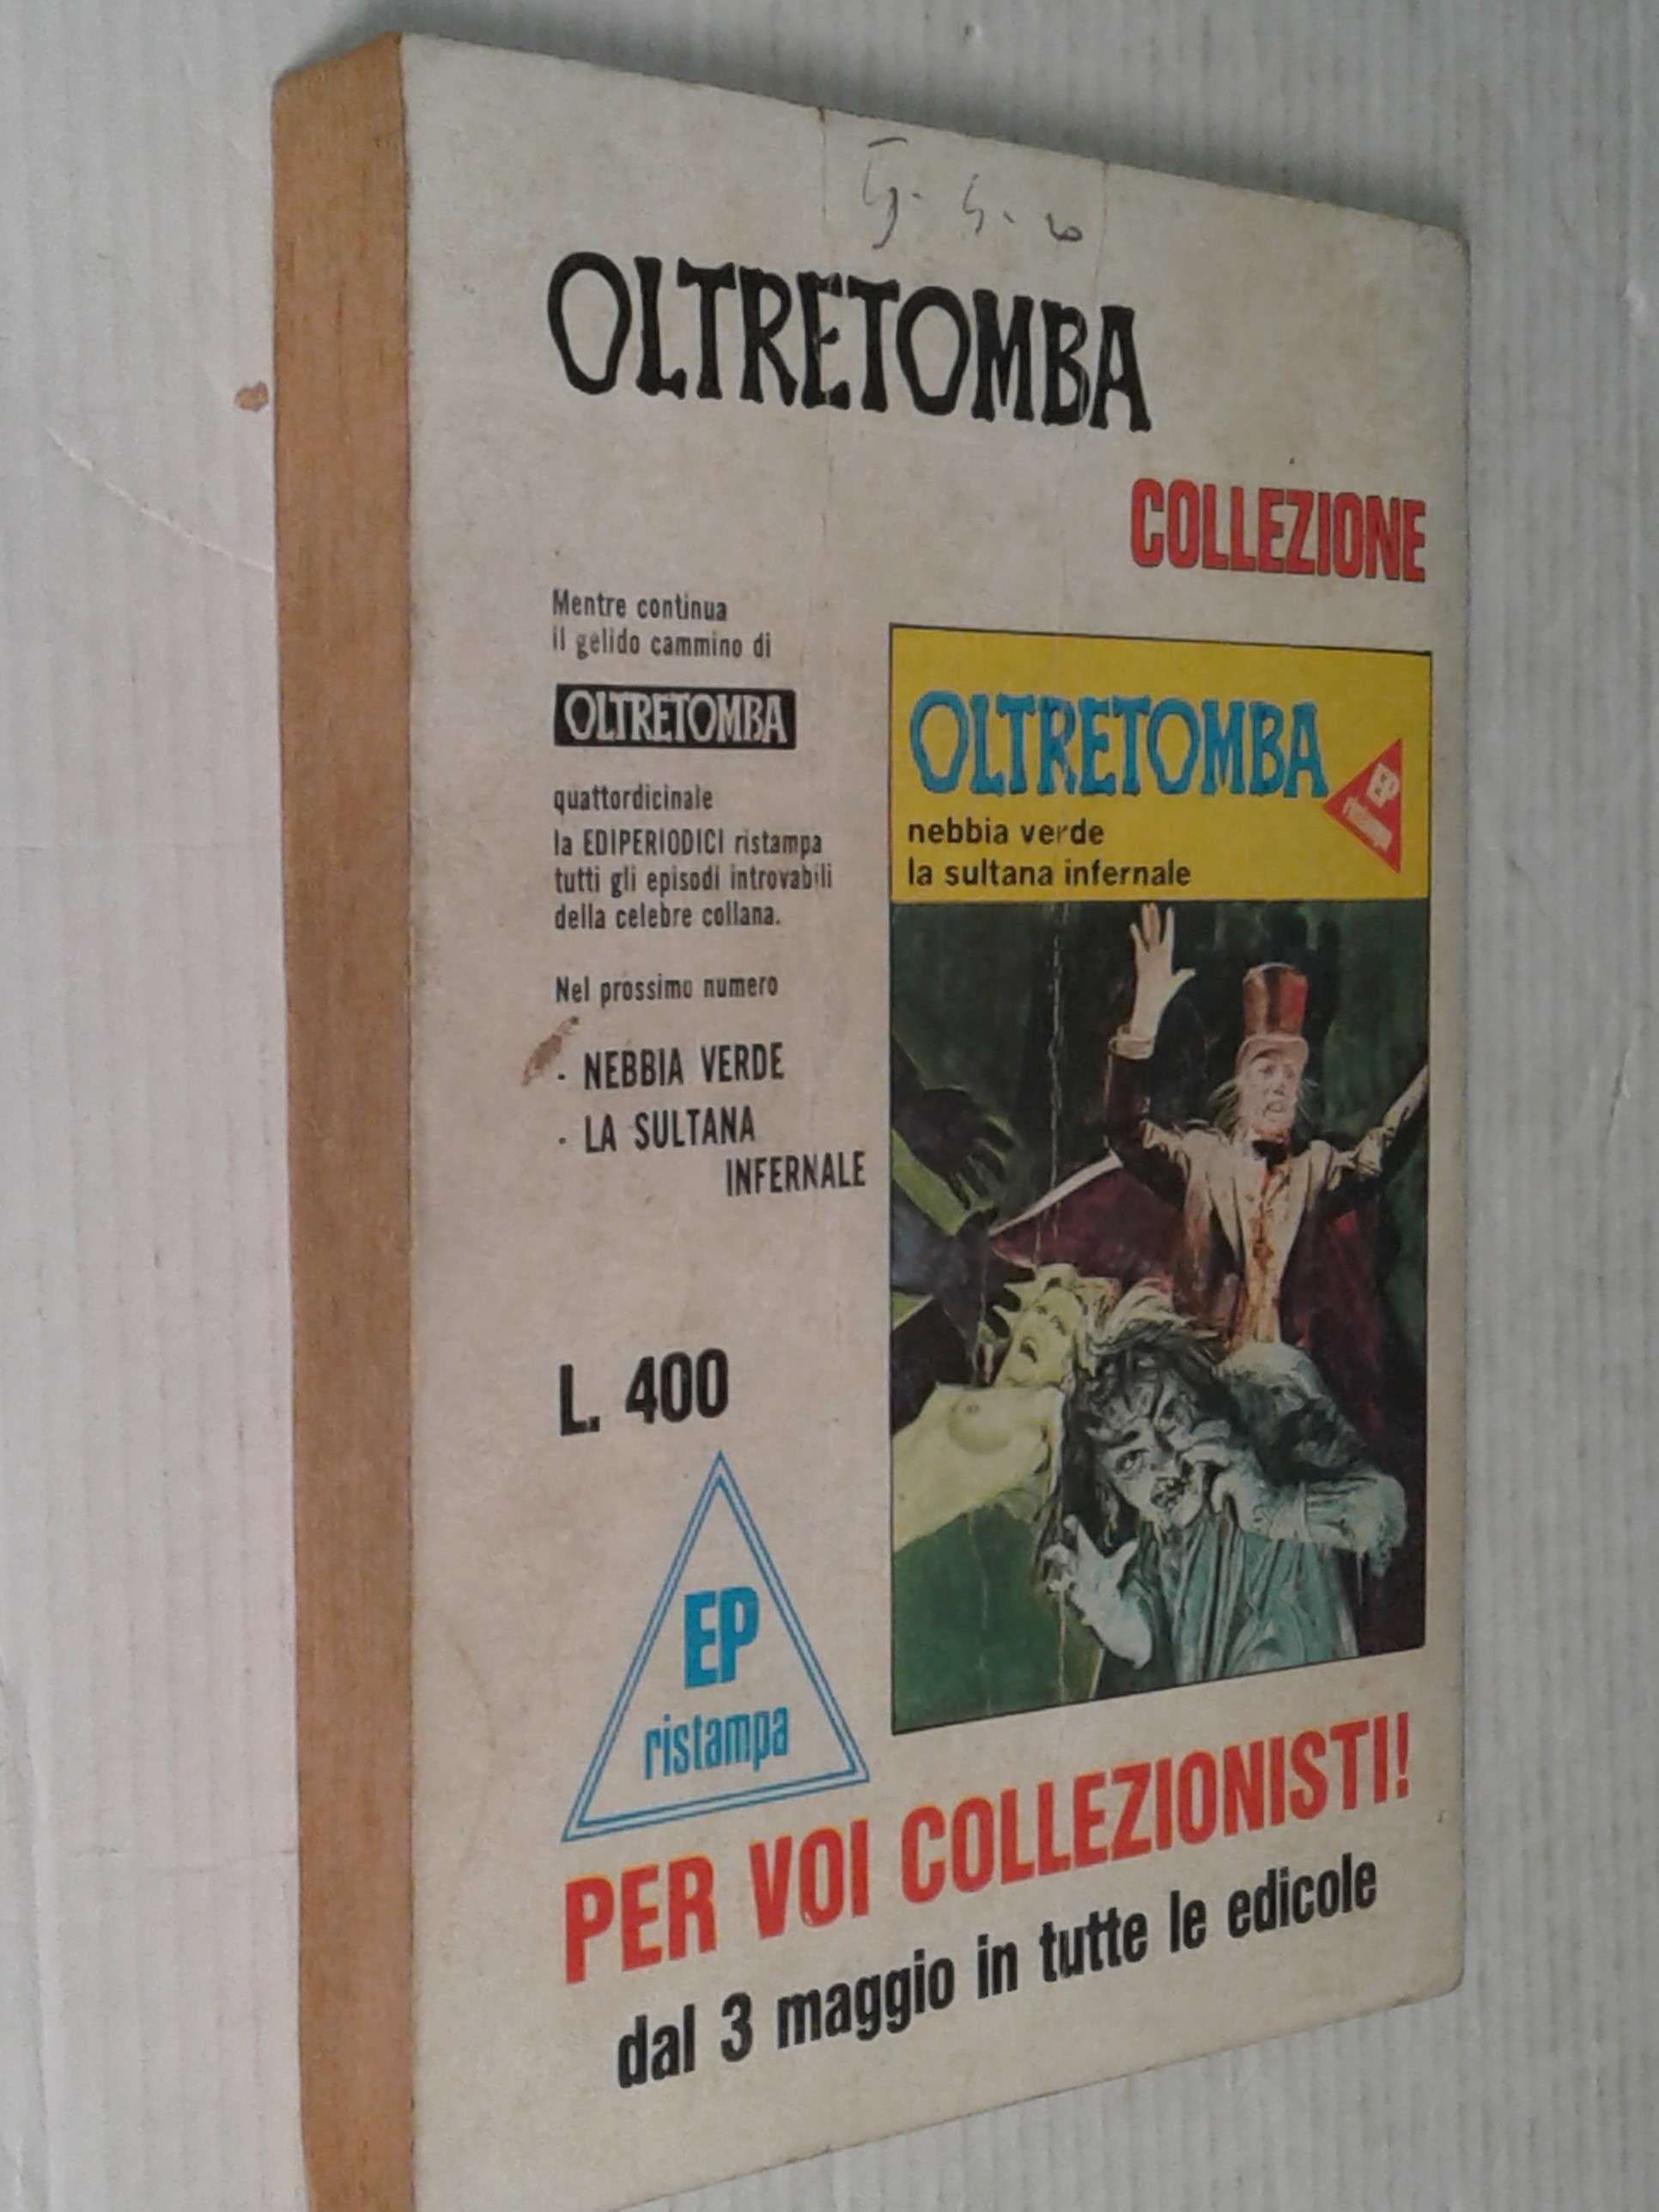 OLTRETOMBA
COLLEZIONE
Mentre continua
il gelido cammino di
OLTRETOMBA
quattordicinale
la EDIPERIODICI ristampa
tutti gli episodi introvabili
della celebre collana.
Nel prossimo numero
- NEBBIA VERDE
- LA SULTANA
INFERNALE
L. 400
EP
ristampa
OLTRETOMBA
EP
ristampa
nebbia verde
la sultana infernale
PER VOI COLLEZIONISTI!
dal 3 maggio in tutte le edicole